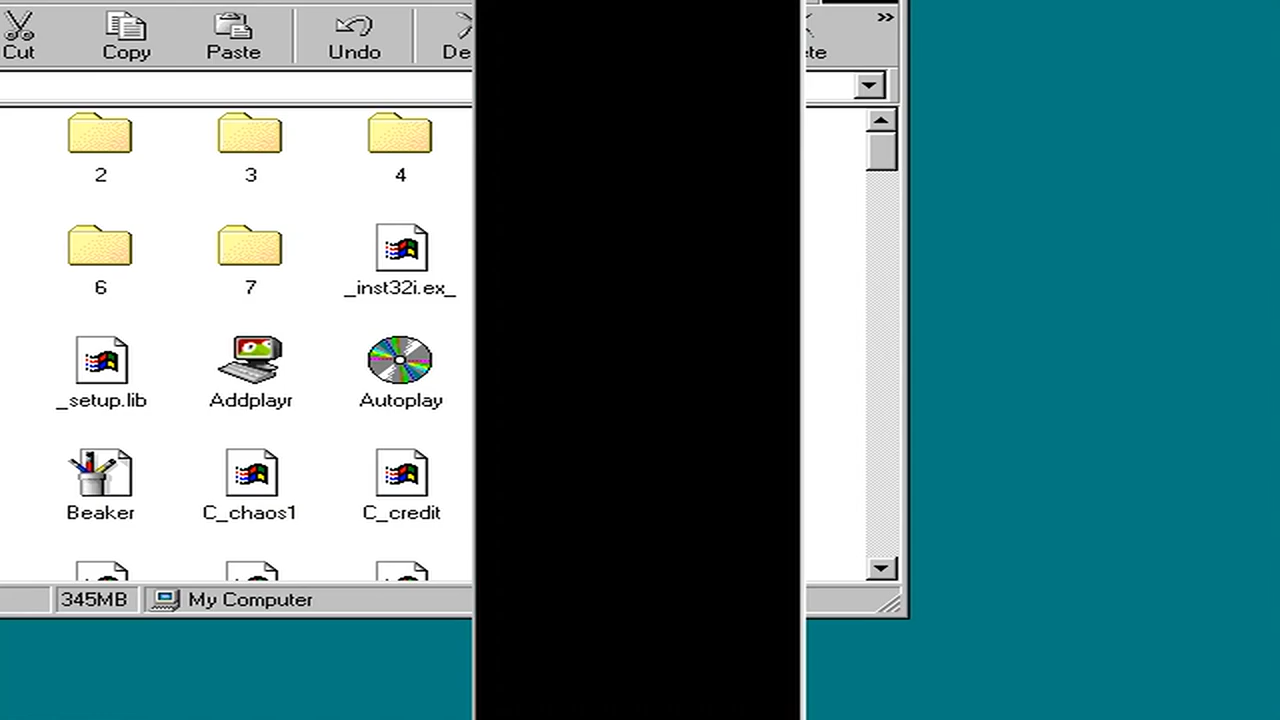 Cut Copy Paste Undo
2 3 4
6 7 _inst32i.ex_
_setup.lib Addplayr Autoplay
Beaker C_chaos1 C_credit
345MB My Computer